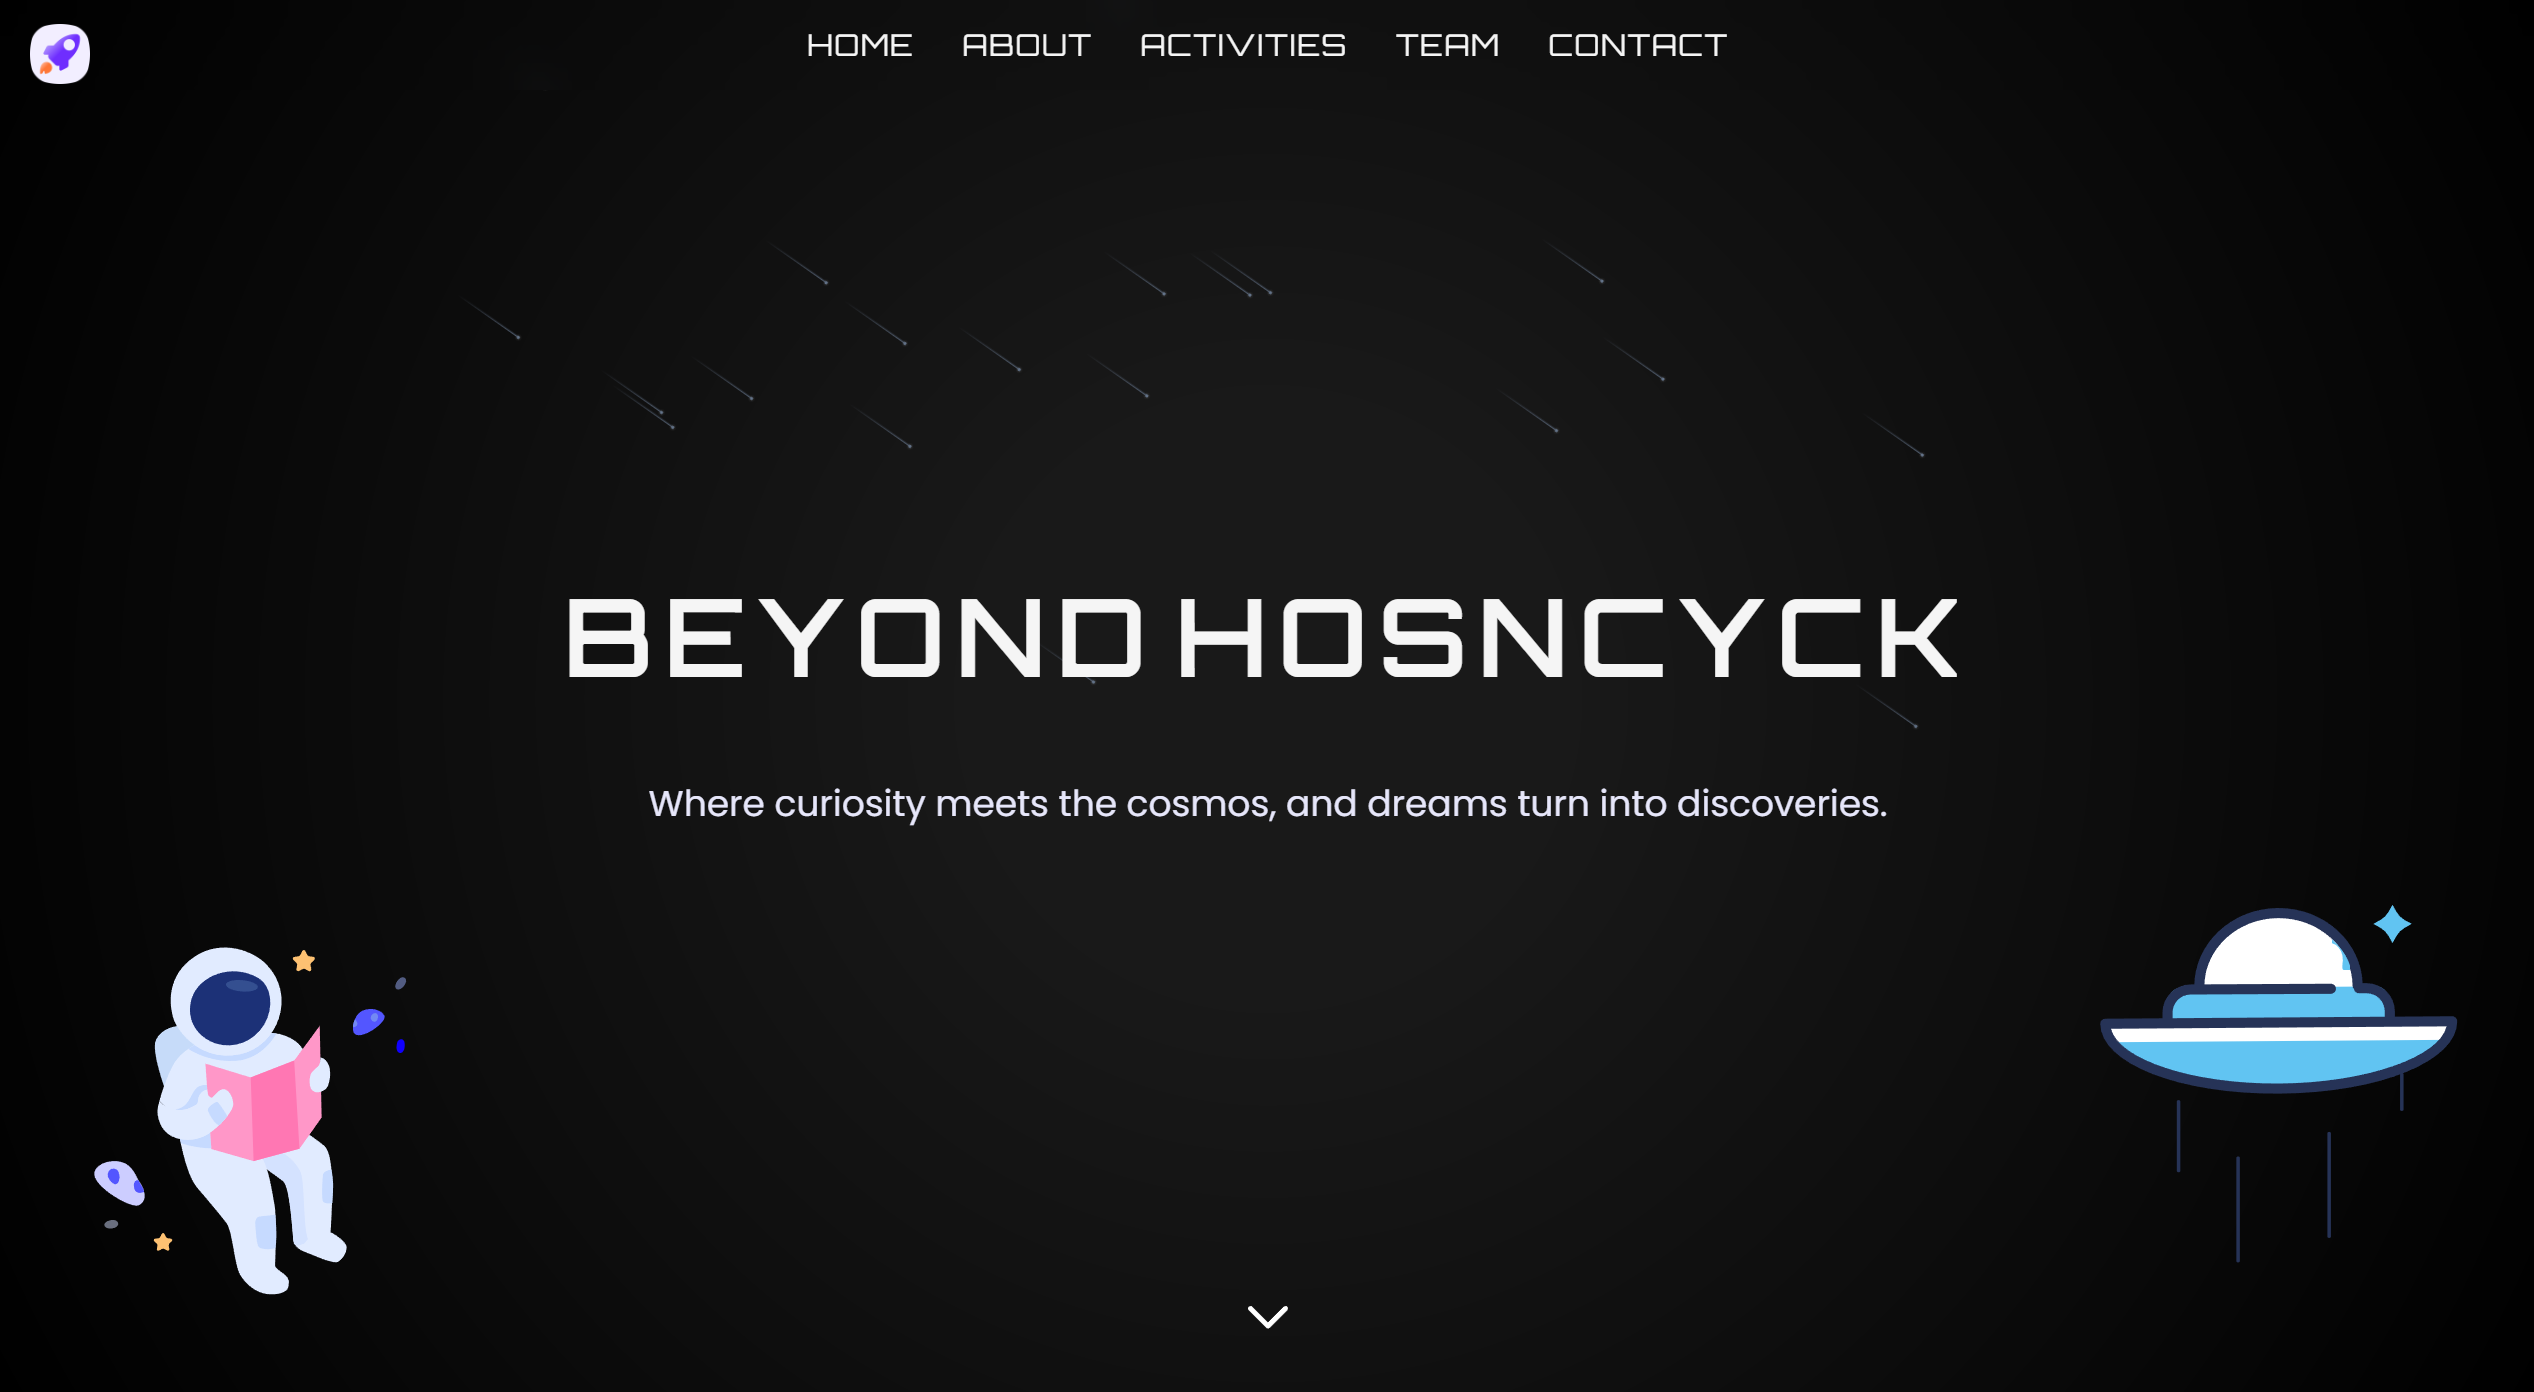 HOME ABOUT ACTIVITIES TEAM CONTACT
BEYOND HOSNCYCK
Where curiosity meets the cosmos, and dreams turn into discoveries.